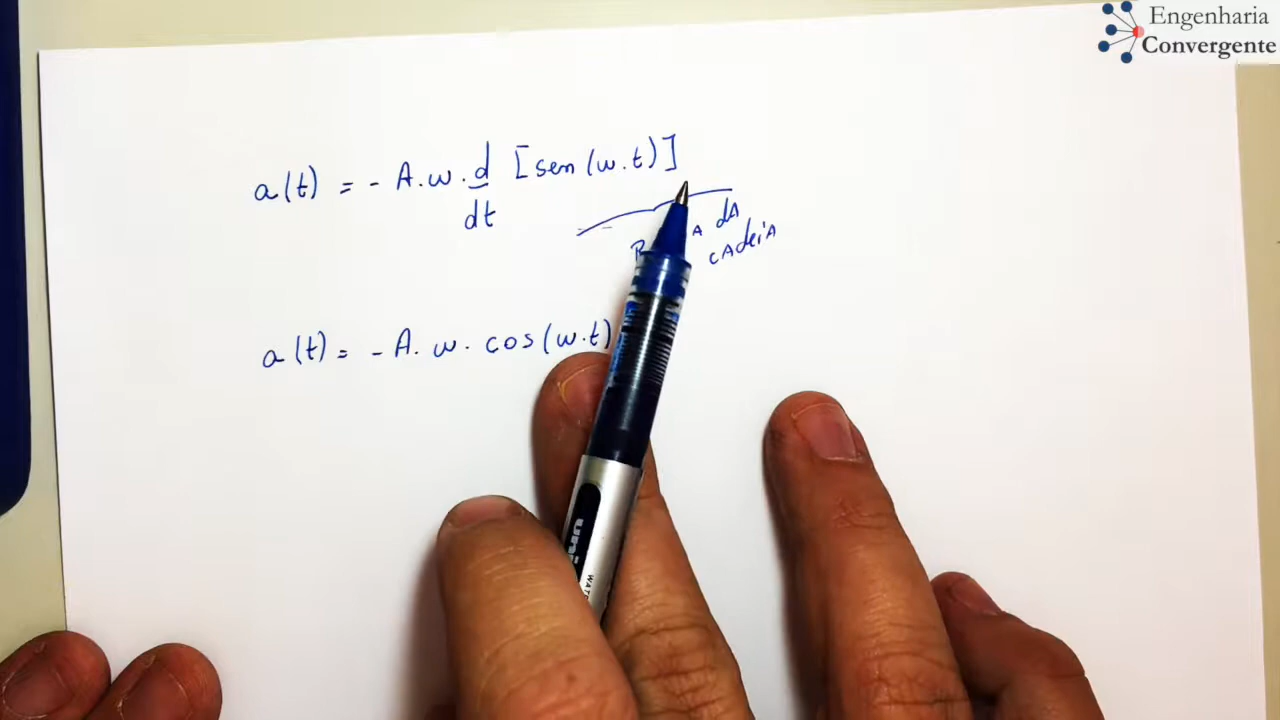 Engenharia
Convergente
a(t) = - A.w. d/dt [sen(w.t)]
dA
cAdeiA
a(t) = - A. w. cos(w.t)